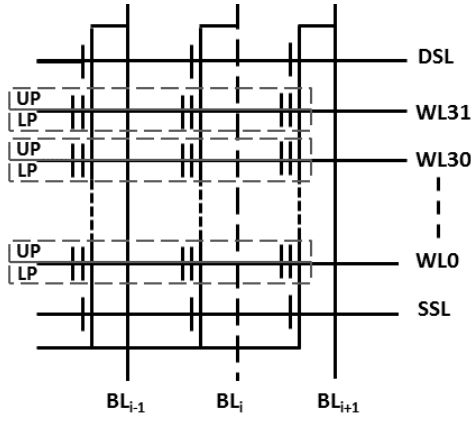 DSL
UP
LP
WL31
UP
LP
WL30
UP
LP
WL0
SSL
BLi-1 BLi BLi+1